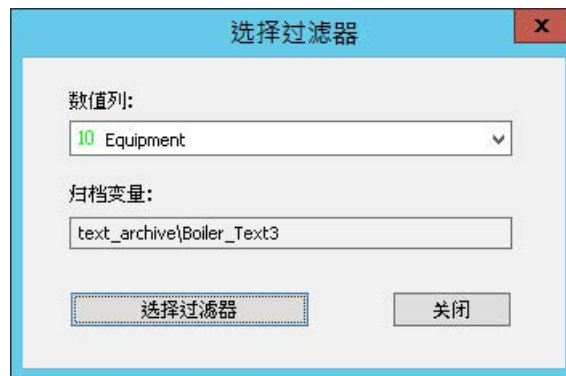 选择过滤器
x
数值列:
10 Equipment
归档变量:
text_archive\Boiler_Text3
选择过滤器 关闭